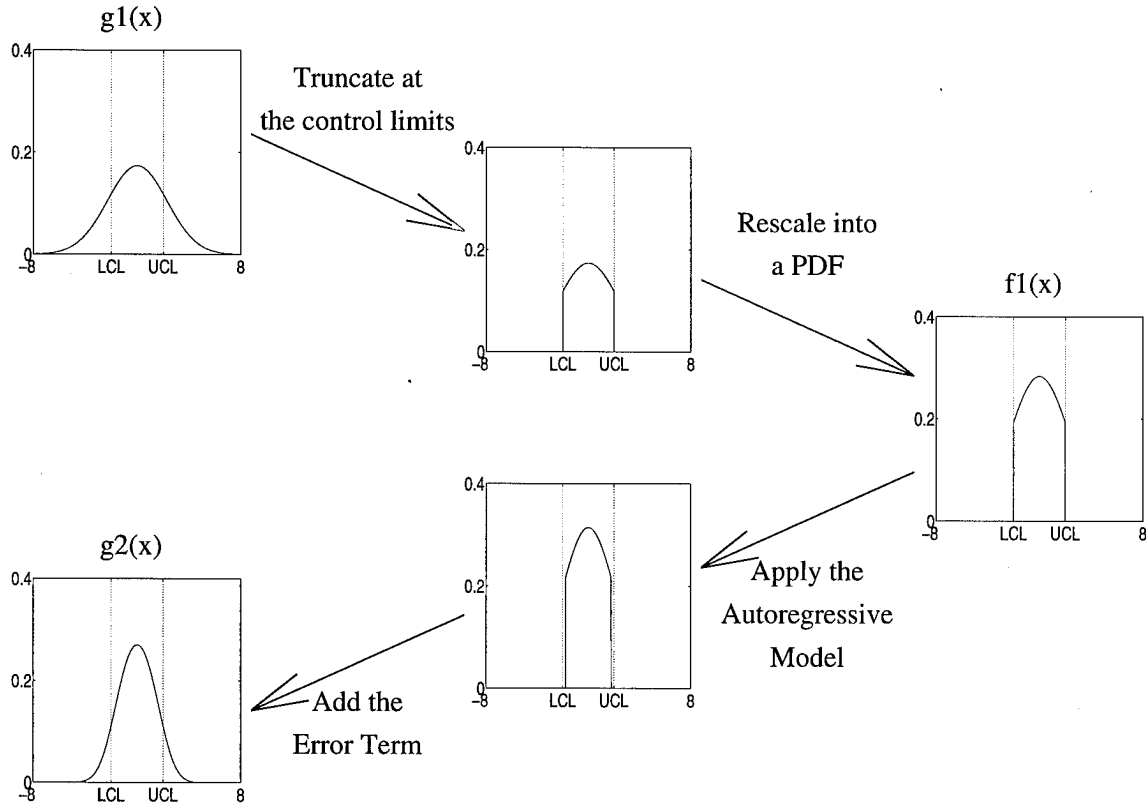 g1(x)
0.4
0.2
0
-8 LCL UCL 8
Truncate at
the control limits
0.4
0.2
0
-8 LCL UCL 8
Rescale into
a PDF
f1(x)
0.4
0.2
0
-8 LCL UCL 8
Apply the
Autoregressive
Model
0.4
0.2
0
-8 LCL UCL 8
Add the
Error Term
g2(x)
0.4
0.2
0
-8 LCL UCL 8